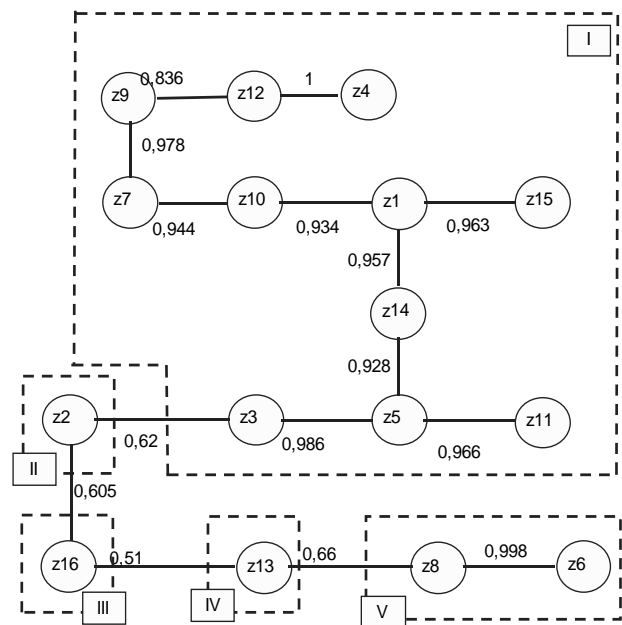 I
z9 0,836 z12 1 z4
0,978
z7 0,944 z10 0,934 z1 0,963 z15
0,957
z14
0,928
z2 0,62 z3 0,986 z5 0,966 z11
II
0,605
z16 0,51 z13 0,66 z8 0,998 z6
III IV V